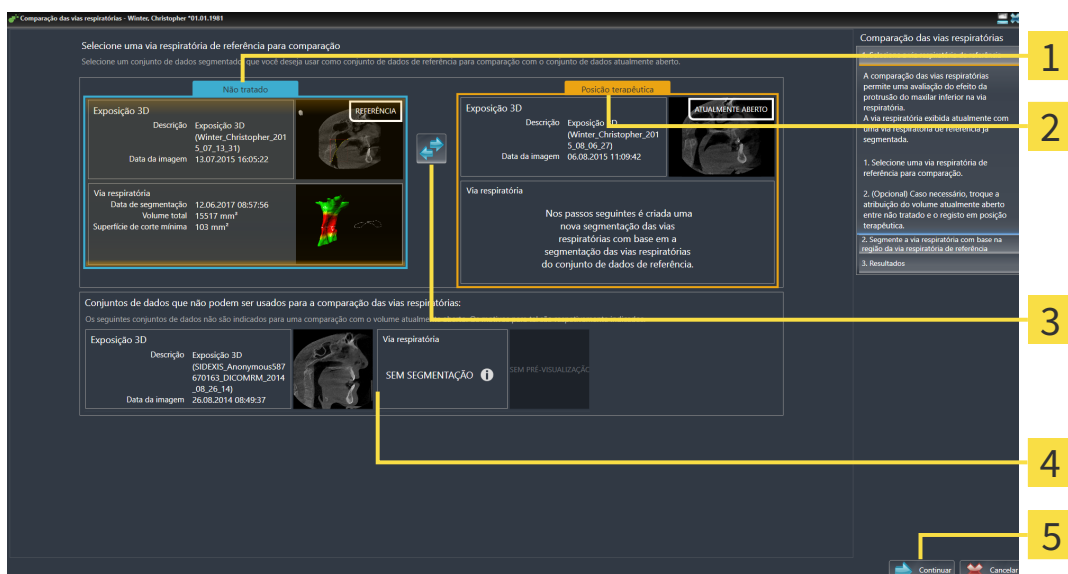 Comparação das vias respiratórias - Winter, Christopher *01.01.1981
Selecione uma via respiratória de referência para comparação
Selecione um conjunto de dados segmentado, que você deseja usar como conjunto de dados de referência para comparação com o conjunto de dados atualmente aberto.
Não tratado
Exposição 3D
REFERÊNCIA
Descrição Exposição 3D
(Winter_Christopher_201
5_07_13_31)
Data da imagem 13.07.2015 16:05:22
Via respiratória
Data de segmentação 12.06.2017 08:57:56
Volume total 15517 mm³
Superfície de corte mínima 103 mm²
Posição terapêutica
Exposição 3D
ATUALMENTE ABERTO
Descrição Exposição 3D
(Winter_Christopher_201
5_08_06_27)
Data da imagem 06.08.2015 11:09:42
Via respiratória
Nos passos seguintes é criada uma
nova segmentação das vias
respiratórias com base em a
segmentação das vias respiratórias
do conjunto de dados de referência.
Conjuntos de dados que não podem ser usados para a comparação das vias respiratórias:
Os seguintes conjuntos de dados não são indicados para uma comparação com o volume atualmente
Exposição 3D
Descrição Exposição 3D
(SIDEXIS_Anonymous587
670163_DICOMRM_2014
_08_26_14)
Data da imagem 26.08.2014 08:49:37
Via respiratória
SEM SEGMENTAÇÃO
SEM PRÉ-VISUALIZAÇÃO
Comparação das vias respiratórias
A comparação das vias respiratórias
permite uma avaliação do efeito da
protrusão do maxilar inferior na via
respiratória.
A via respiratória exibida atualmente com
uma via respiratória de referência já
segmentada.
1. Selecione uma via respiratória de
referência para comparação.
2. (Opcional) Caso necessário, troque a
atribuição do volume atualmente aberto
entre não tratado e o registo em posição
terapêutica.
2. Segmente a via respiratória com base na
região da via respiratória de referência
3. Resultados
Continuar
Cancelar
1
2
3
4
5